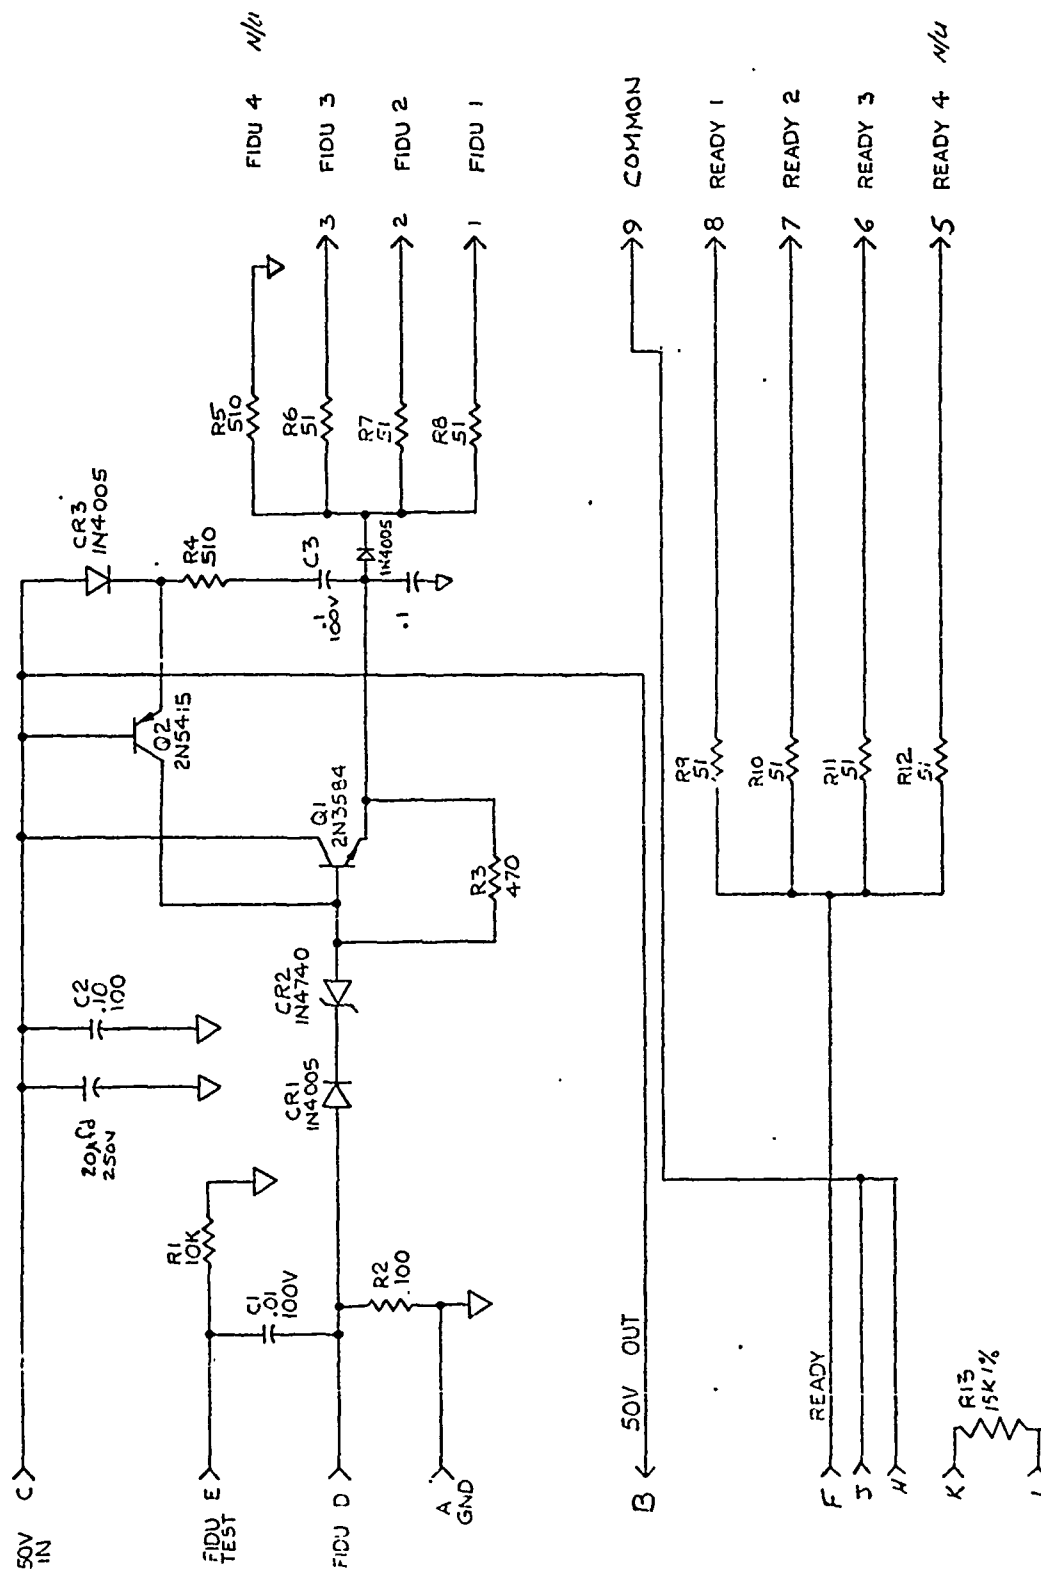 50V IN C
FIDU TEST E
FIDU D
A GND
20µfd 250V
C2 .10 100
R1 10K
C1 .01 100V
R2 .100
CR1 1N4005
CR2 1N4740
Q1 2N3584
Q2 2N5415
R3 470
CR3 1N4005
R4 510
C3 .1 100V
.1
1N4005
R5 510
R6 51
R7 51
R8 51
FIDU 4 N/U
3 FIDU 3
2 FIDU 2
1 FIDU 1
B 50V OUT
F READY
J
H
K
R13 15K 1%
L
R9 51
R10 51
R11 51
R12 51
9 COMMON
8 READY 1
7 READY 2
6 READY 3
5 READY 4 N/U